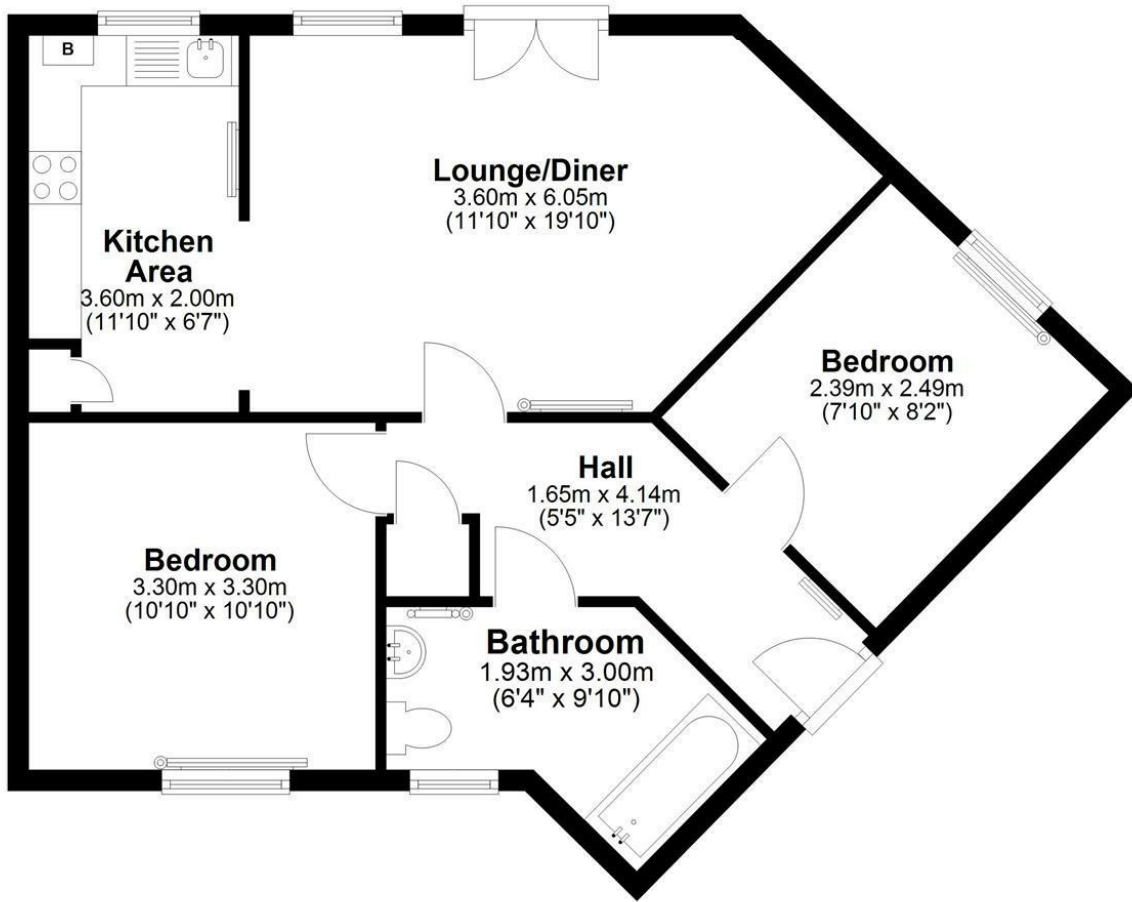 B
Lounge/Diner
3.60m x 6.05m
(11'10" x 19'10")
Kitchen
Area
3.60m x 2.00m
(11'10" x 6'7")
Bedroom
2.39m x 2.49m
(7'10" x 8'2")
Hall
1.65m x 4.14m
(5'5" x 13'7")
Bedroom
3.30m x 3.30m
(10'10" x 10'10")
Bathroom
1.93m x 3.00m
(6'4" x 9'10")